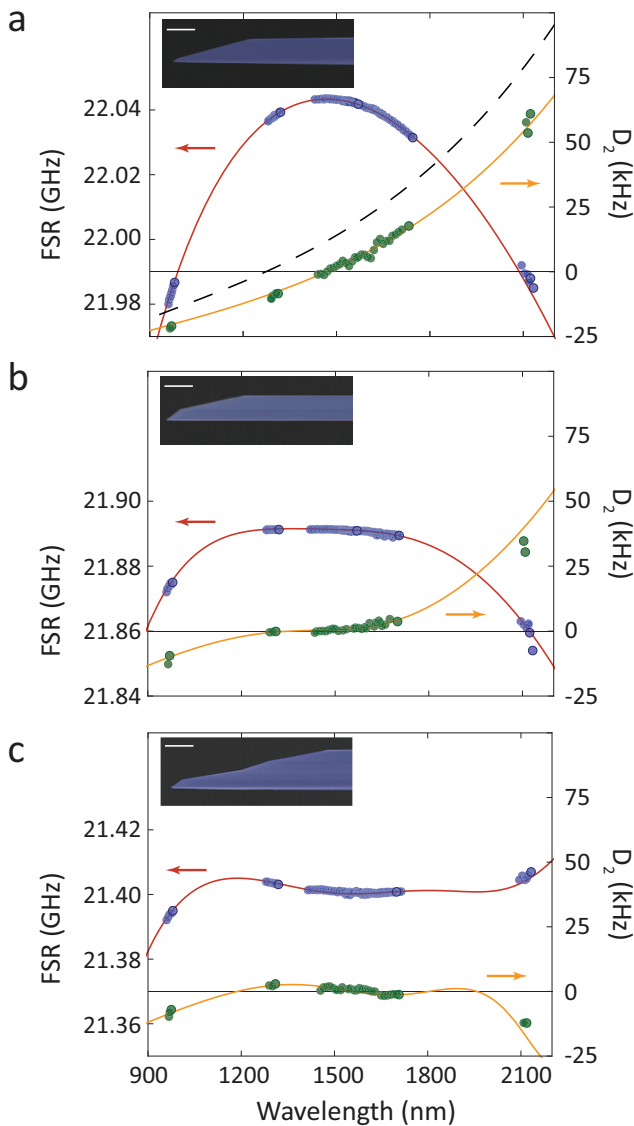 a
FSR (GHz)
22.04
22.02
22.00
21.98
75
50
25
0
-25
D2 (kHz)
b
FSR (GHz)
21.90
21.88
21.86
21.84
75
50
25
0
-25
D2 (kHz)
c
FSR (GHz)
21.42
21.40
21.38
21.36
75
50
25
0
-25
D2 (kHz)
900 1200 1500 1800 2100
Wavelength (nm)